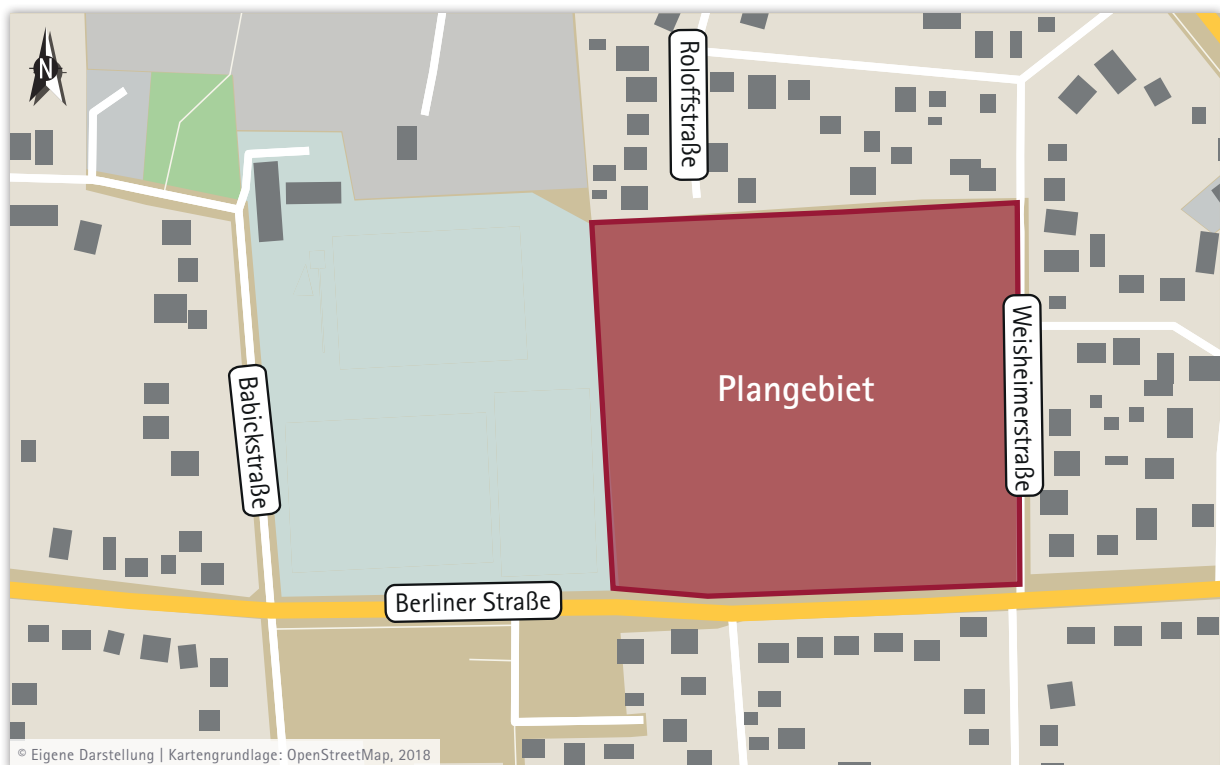 N
Roloffstraße
Weisheimerstraße
Plangebiet
Babickstraße
Berliner Straße
© Eigene Darstellung | Kartengrundlage: OpenStreetMap, 2018